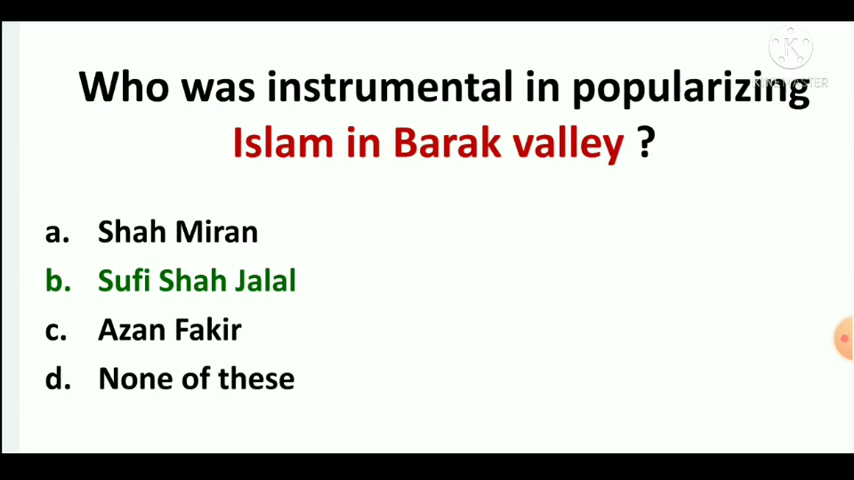 KINEMASTER
Who was instrumental in popularizing
Islam in Barak valley ?
a. Shah Miran
b. Sufi Shah Jalal
c. Azan Fakir
d. None of these